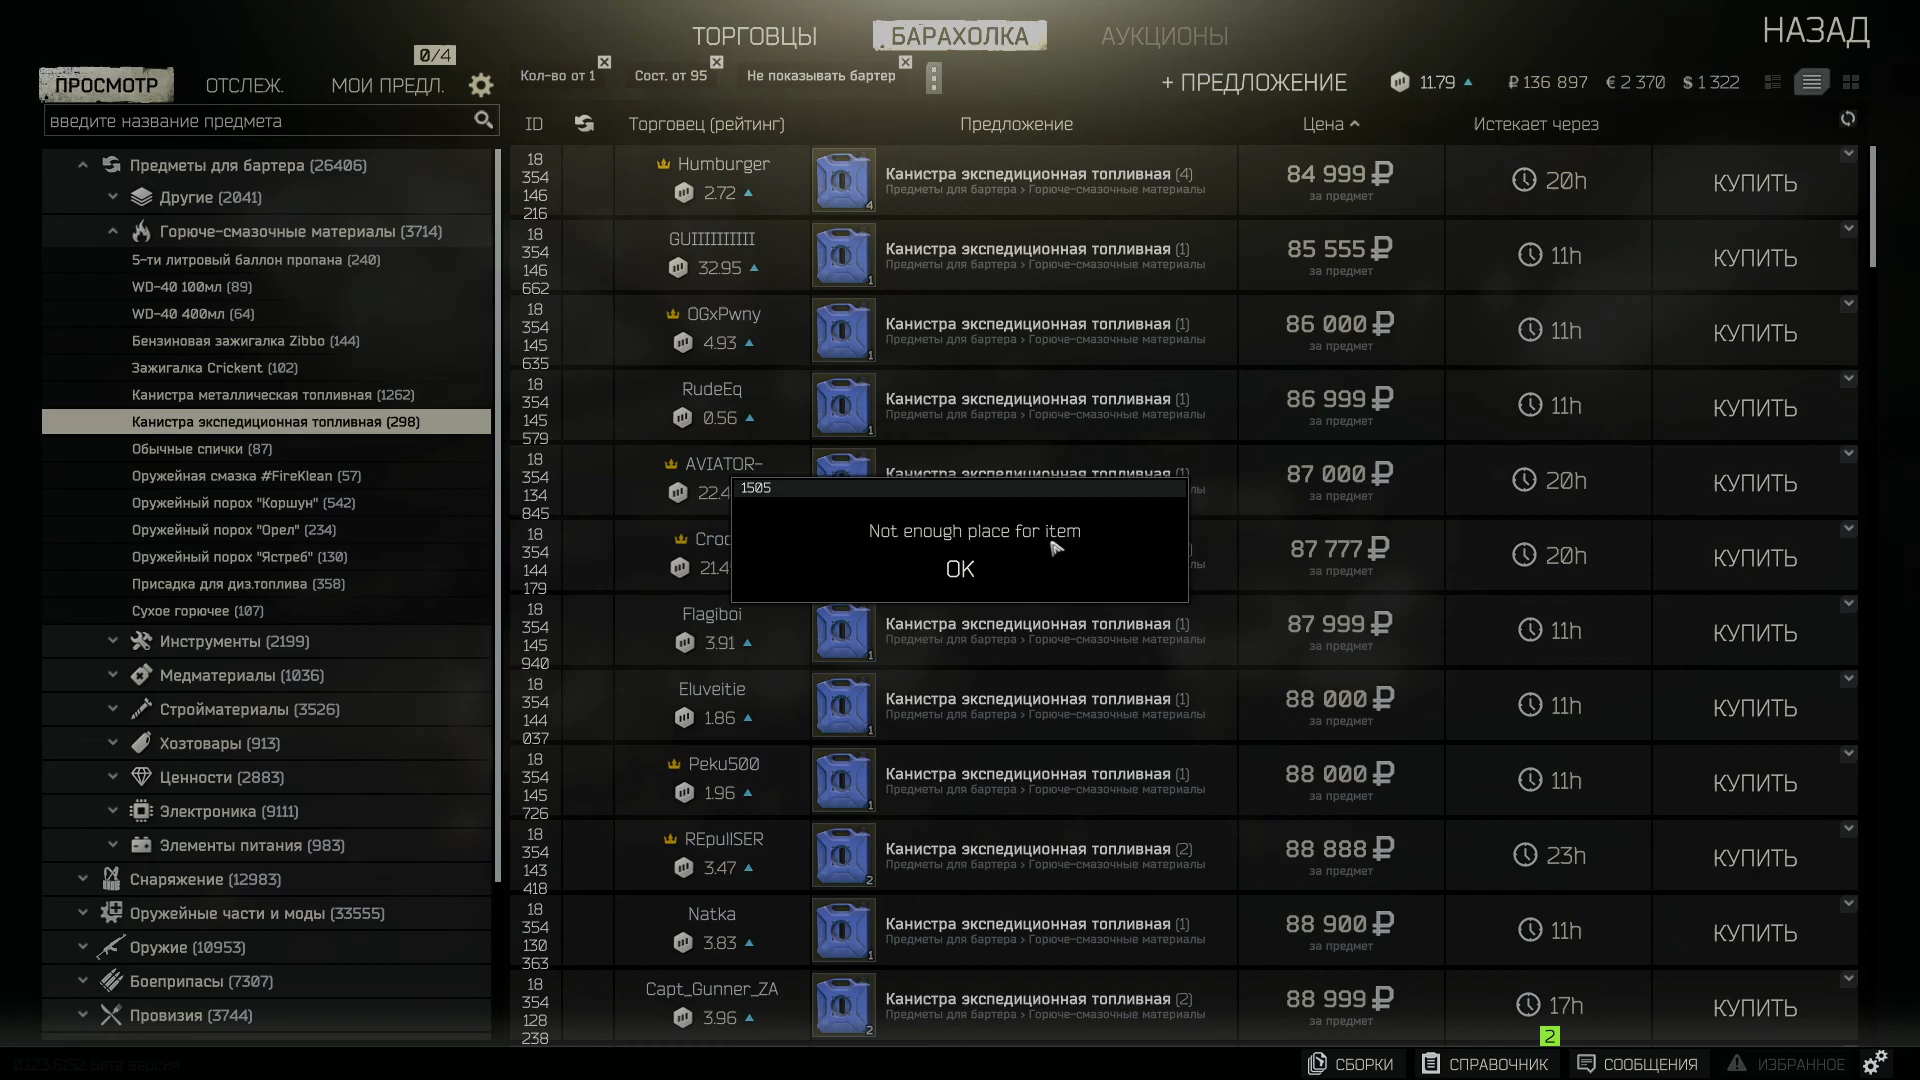 ТОРГОВЦЫ
БАРАХОЛКА
АУКЦИОНЫ
НАЗАД
0/4
ПРОСМОТР
ОТСЛЕЖ.
МОИ ПРЕДЛ.
Кол-во от 1
Сост. от 95
Не показывать бартер
+ ПРЕДЛОЖЕНИЕ
11.79
₽ 136 897
€ 2 370
$ 1 322
введите название предмета
ID
Торговец (рейтинг)
Предложение
Цена
Истекает через
Предметы для бартера (26406)
Другие (2041)
Горюче-смазочные материалы (3714)
5-ти литровый баллон пропана (240)
WD-40 100мл (89)
WD-40 400мл (64)
Бензиновая зажигалка Zibbo (144)
Зажигалка Crickent (102)
Канистра металлическая топливная (1262)
Канистра экспедиционная топливная (298)
Обычные спички (87)
Оружейная смазка #FireKlean (57)
Оружейный порох "Коршун" (542)
Оружейный порох "Орел" (234)
Оружейный порох "Ястреб" (130)
Присадка для диз.топлива (358)
Сухое горючее (107)
Инструменты (2199)
Медматериалы (1036)
Стройматериалы (3526)
Хозтовары (913)
Ценности (2883)
Электроника (9111)
Элементы питания (983)
Снаряжение (12983)
Оружейные части и моды (33555)
Оружие (10953)
Боеприпасы (7307)
Провизия (3744)
18 354 146 216
Humburger
2.72
4
Канистра экспедиционная топливная (4)
Предметы для бартера > Горюче-смазочные материалы
84 999 ₽
за предмет
20h
КУПИТЬ
18 354 146 662
GUIIIIIIIIIII
32.95
1
Канистра экспедиционная топливная (1)
Предметы для бартера > Горюче-смазочные материалы
85 555 ₽
за предмет
11h
КУПИТЬ
18 354 145 635
OGxPwny
4.93
1
Канистра экспедиционная топливная (1)
Предметы для бартера > Горюче-смазочные материалы
86 000 ₽
за предмет
11h
КУПИТЬ
18 354 145 579
RudeEq
0.56
1
Канистра экспедиционная топливная (1)
Предметы для бартера > Горюче-смазочные материалы
86 999 ₽
за предмет
11h
КУПИТЬ
18 354 134 845
AVIATOR-
22.4
Канистра экспедиционная топливная (1)
87 000 ₽
за предмет
20h
КУПИТЬ
1505
Not enough place for item
OK
18 354 144 179
Croc
21.4
87 777 ₽
за предмет
20h
КУПИТЬ
18 354 145 940
Flagiboi
3.91
1
Канистра экспедиционная топливная (1)
Предметы для бартера > Горюче-смазочные материалы
87 999 ₽
за предмет
11h
КУПИТЬ
18 354 144 037
Eluveitie
1.86
1
Канистра экспедиционная топливная (1)
Предметы для бартера > Горюче-смазочные материалы
88 000 ₽
за предмет
11h
КУПИТЬ
18 354 145 726
Peku500
1.96
1
Канистра экспедиционная топливная (1)
Предметы для бартера > Горюче-смазочные материалы
88 000 ₽
за предмет
11h
КУПИТЬ
18 354 143 418
REpullSER
3.47
2
Канистра экспедиционная топливная (2)
Предметы для бартера > Горюче-смазочные материалы
88 888 ₽
за предмет
23h
КУПИТЬ
18 354 130 363
Natka
3.83
1
Канистра экспедиционная топливная (1)
Предметы для бартера > Горюче-смазочные материалы
88 900 ₽
за предмет
11h
КУПИТЬ
18 354 128 238
Capt_Gunner_ZA
3.96
2
Канистра экспедиционная топливная (2)
Предметы для бартера > Горюче-смазочные материалы
88 999 ₽
за предмет
17h
КУПИТЬ
2
СБОРКИ
СПРАВОЧНИК
СООБЩЕНИЯ
ИЗБРАННОЕ